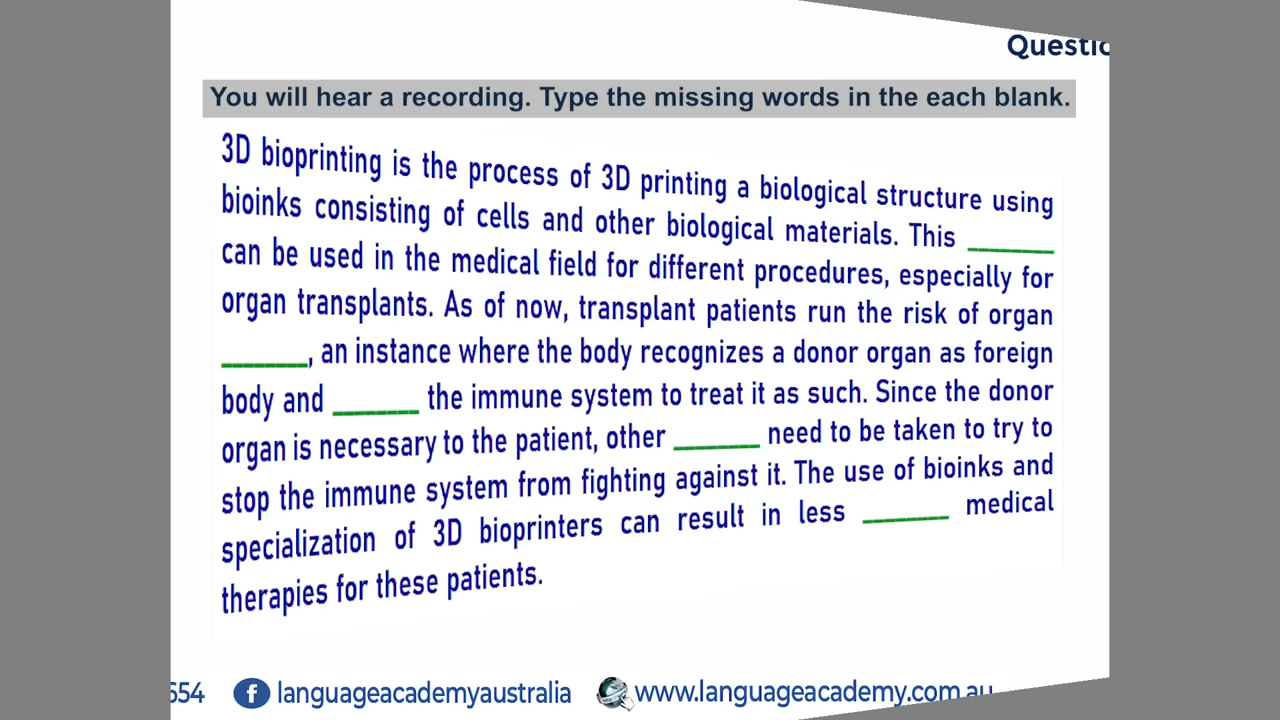 Questio
You will hear a recording. Type the missing words in the each blank.
3D bioprinting is the process of 3D printing a biological structure using
bioinks consisting of cells and other biological materials. This ________
can be used in the medical field for different procedures, especially for
organ transplants. As of now, transplant patients run the risk of organ
________, an instance where the body recognizes a donor organ as foreign
body and ________ the immune system to treat it as such. Since the donor
organ is necessary to the patient, other ________ need to be taken to try to
stop the immune system from fighting against it. The use of bioinks and
specialization of 3D bioprinters can result in less ________ medical
therapies for these patients.
654 languageacademyaustralia www.languageacademy.com.au